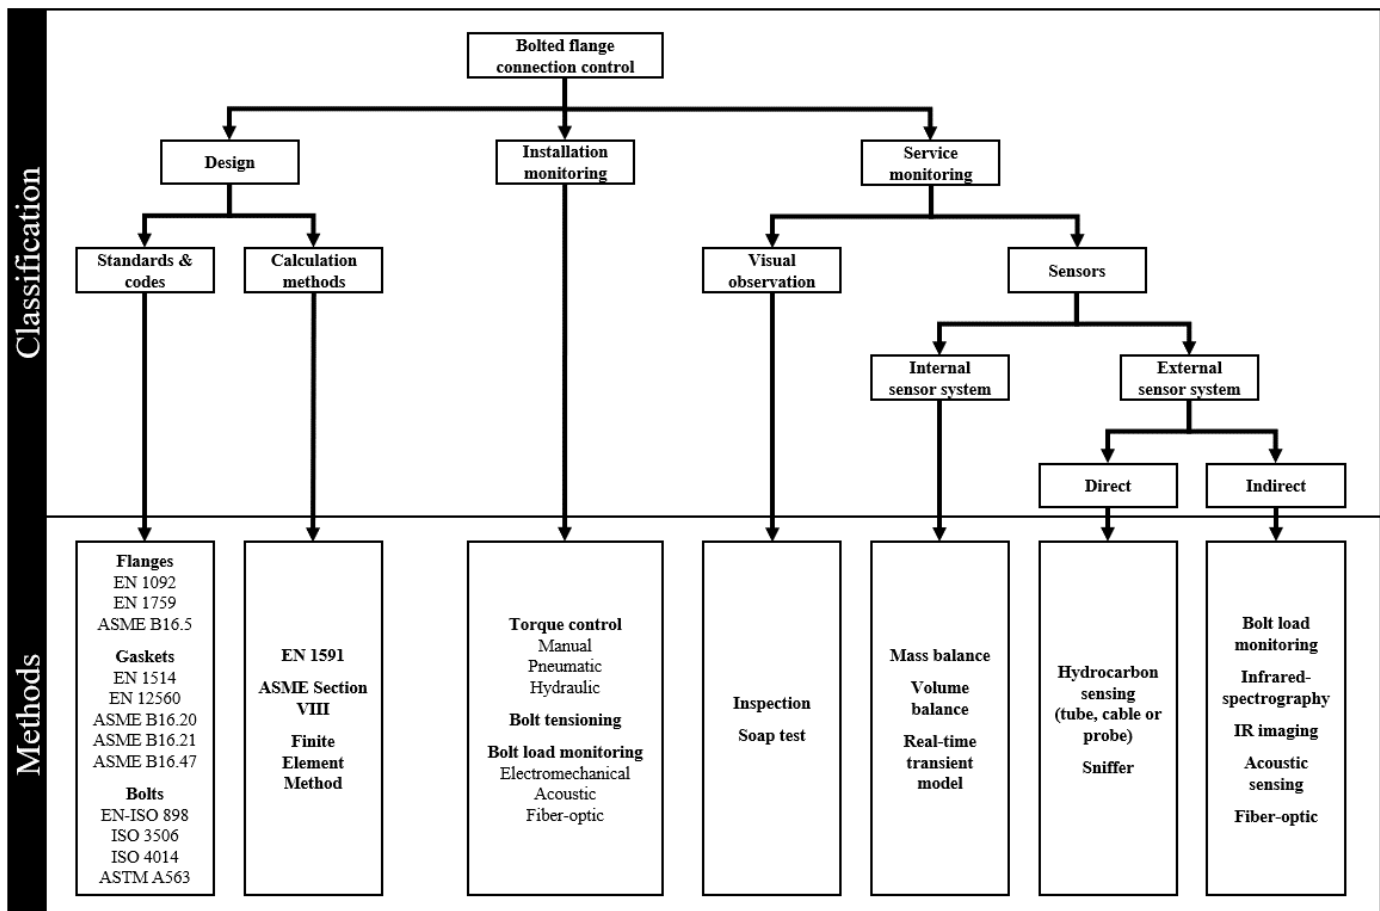 Classification
Bolted flange
connection control
Design
Installation
monitoring
Service
monitoring
Standards &
codes
Calculation
methods
Visual
observation
Sensors
Internal
sensor system
External
sensor system
Direct
Indirect
Methods
Flanges
EN 1092
EN 1759
ASME B16.5
Gaskets
EN 1514
EN 12560
ASME B16.20
ASME B16.21
ASME B16.47
Bolts
EN-ISO 898
ISO 3506
ISO 4014
ASTM A563
EN 1591
ASME Section
VIII
Finite
Element
Method
Torque control
Manual
Pneumatic
Hydraulic
Bolt tensioning
Bolt load monitoring
Electromechanical
Acoustic
Fiber-optic
Inspection
Soap test
Mass balance
Volume
balance
Real-time
transient
model
Hydrocarbon
sensing
(tube, cable or
probe)
Sniffer
Bolt load
monitoring
Infrared-
spectrography
IR imaging
Acoustic
sensing
Fiber-optic